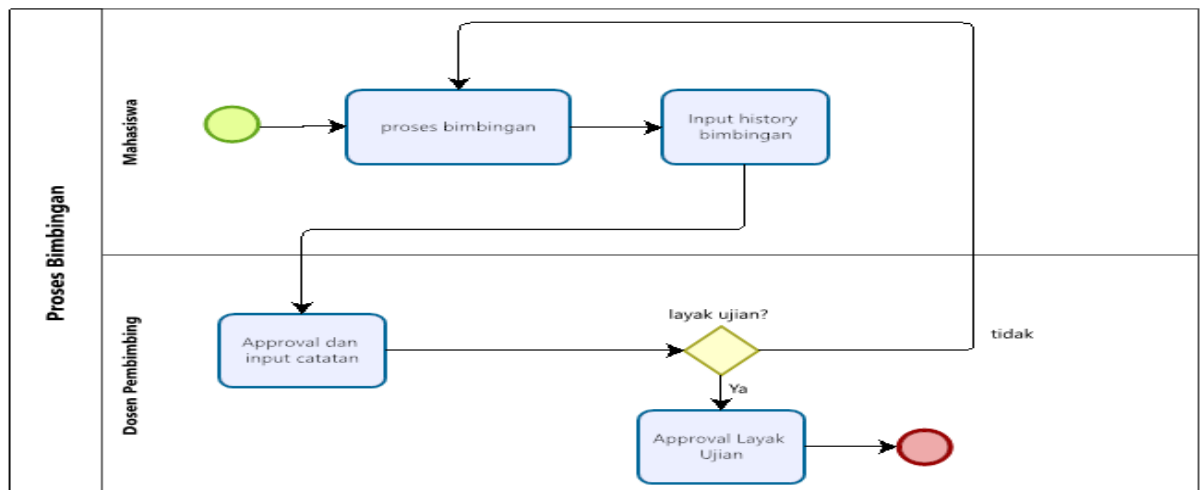 Proses Bimbingan
Mahasiswa
proses bimbingan
Input history
bimbingan
Dosen Pembimbing
Approval dan
input catatan
layak ujian?
tidak
Ya
Approval Layak
Ujian